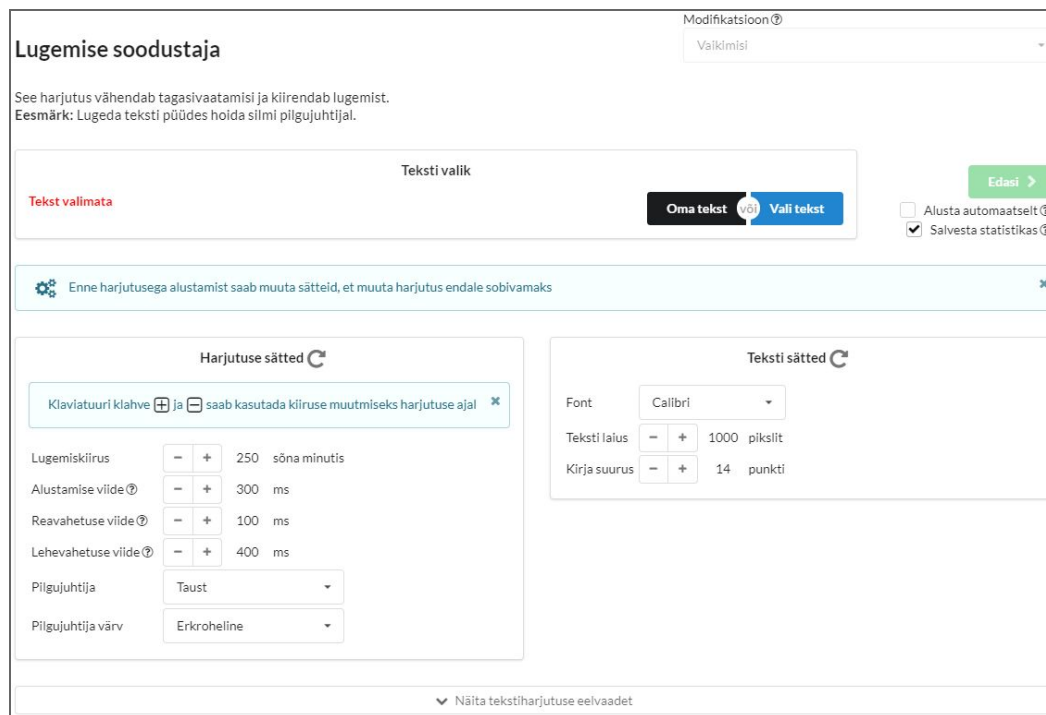 Modifikatsioon
Lugemise soodustaja
Vaikimisi
See harjutus vähendab tagasivaatamisi ja kiirendab lugemist.
Eesmärk: Lugeda teksti püüdes hoida silmi pilgujuhtijal.
Teksti valik
Tekst valimata
Oma tekst või Vali tekst
Edasi
Alusta automaatselt
Salvesta statistikas
Enne harjutusega alustamist saab muuta sätteid, et muuta harjutus endale sobivamaks
Harjutuse sätted
Klaviatuuri klahve + ja - saab kasutada kiiruse muutmiseks harjutuse ajal
Lugemiskiirus - + 250 sõna minutis
Alustamise viide - + 300 ms
Reavahetuse viide - + 100 ms
Lehevahetuse viide - + 400 ms
Pilgujuhtija Taust
Pilgujuhtija värv Erkroheline
Teksti sätted
Font Calibri
Teksti laius - + 1000 pikslit
Kirja suurus - + 14 punkti
Näita tekstiharjutuse eelvaadet